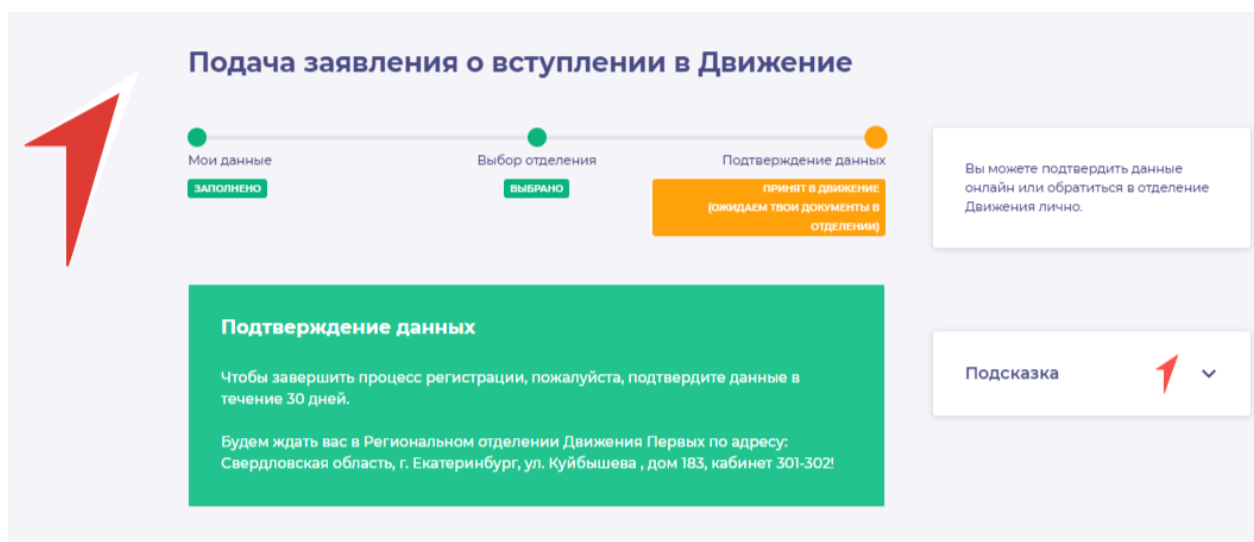 Подача заявления о вступлении в Движение
Мои данные
ЗАПОЛНЕНО
Выбор отделения
ВЫБРАНО
Подтверждение данных
ПРИНЯТ В ДВИЖЕНИЕ
(ОЖИДАЕМ ТВОИ ДОКУМЕНТЫ В
ОТДЕЛЕНИИ)
Вы можете подтвердить данные
онлайн или обратиться в отделение
Движения лично.
Подтверждение данных
Чтобы завершить процесс регистрации, пожалуйста, подтвердите данные в
течение 30 дней.
Будем ждать вас в Региональном отделении Движения Первых по адресу:
Свердловская область, г. Екатеринбург, ул. Куйбышева , дом 183, кабинет 301-302!
Подсказка